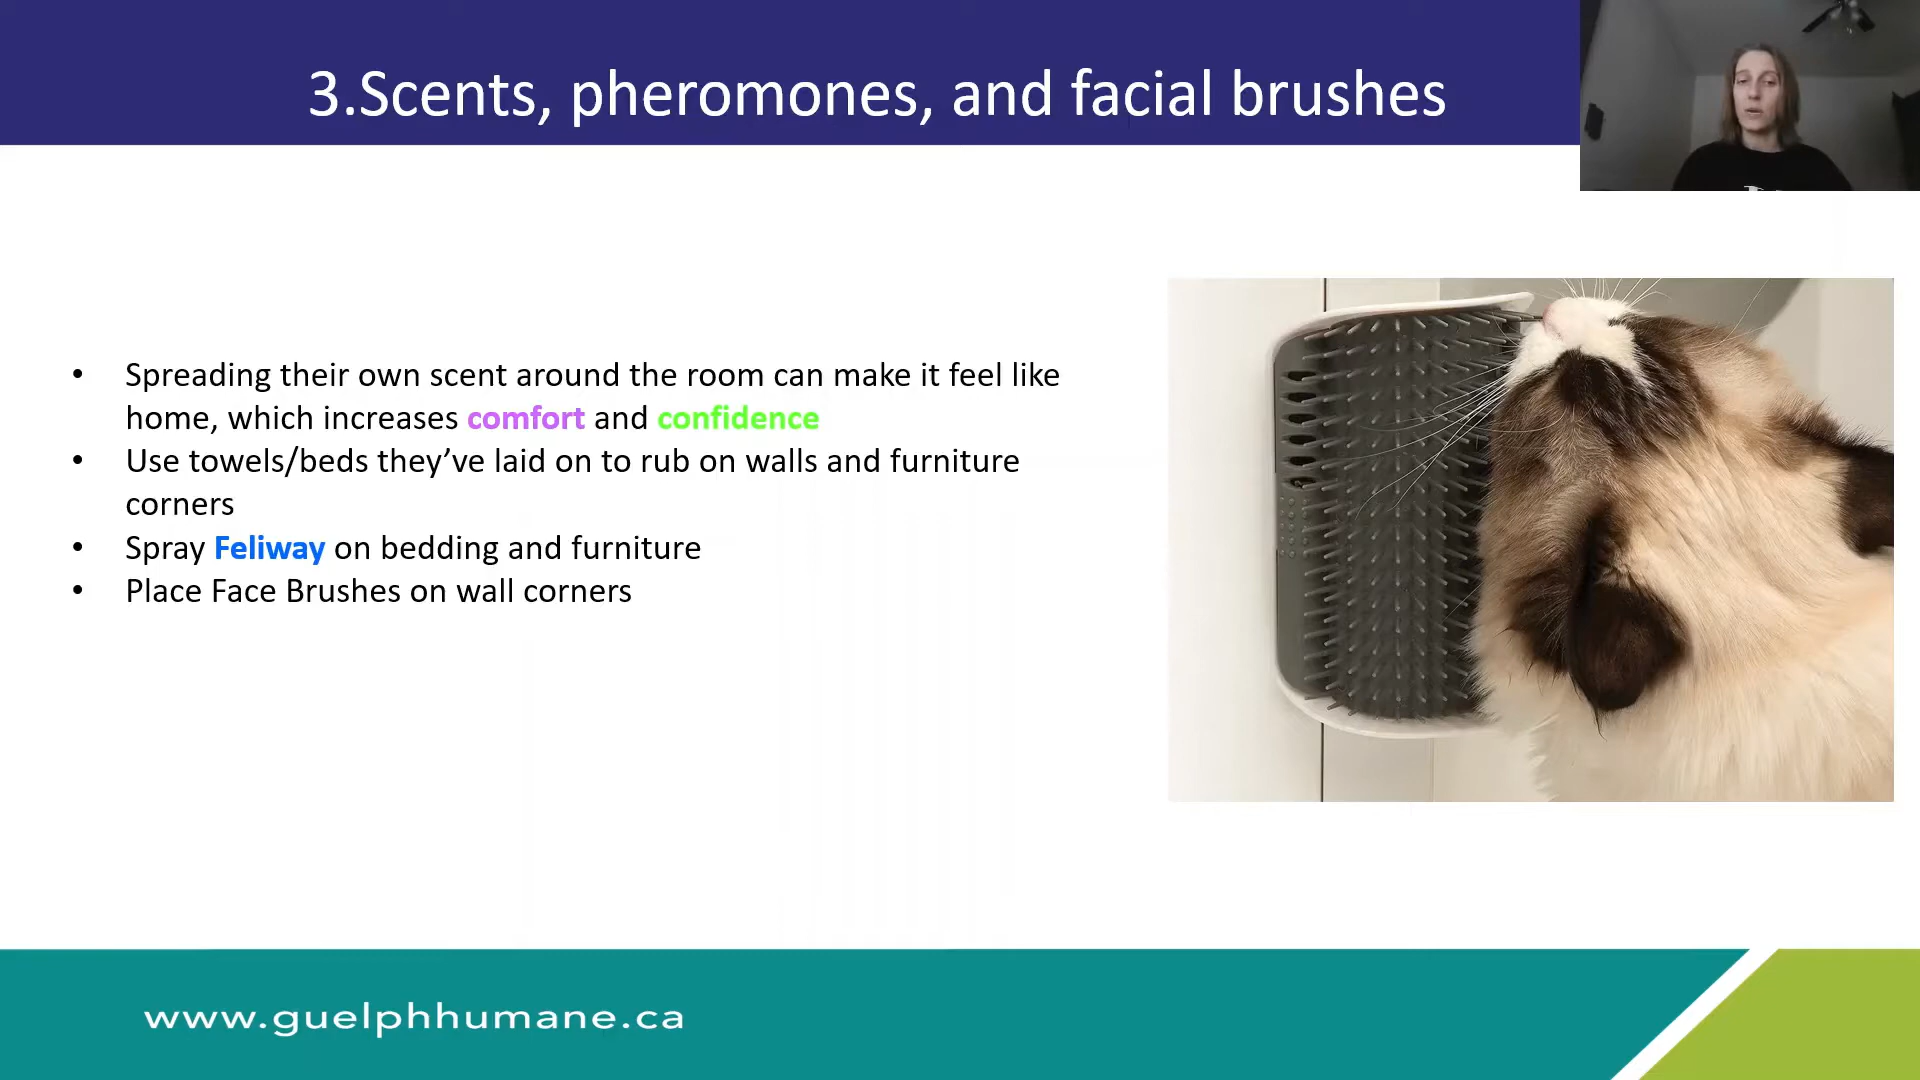 3.Scents, pheromones, and facial brushes
• Spreading their own scent around the room can make it feel like
home, which increases comfort and confidence
• Use towels/beds they’ve laid on to rub on walls and furniture
corners
• Spray Feliway on bedding and furniture
• Place Face Brushes on wall corners
www.guelphhumane.ca